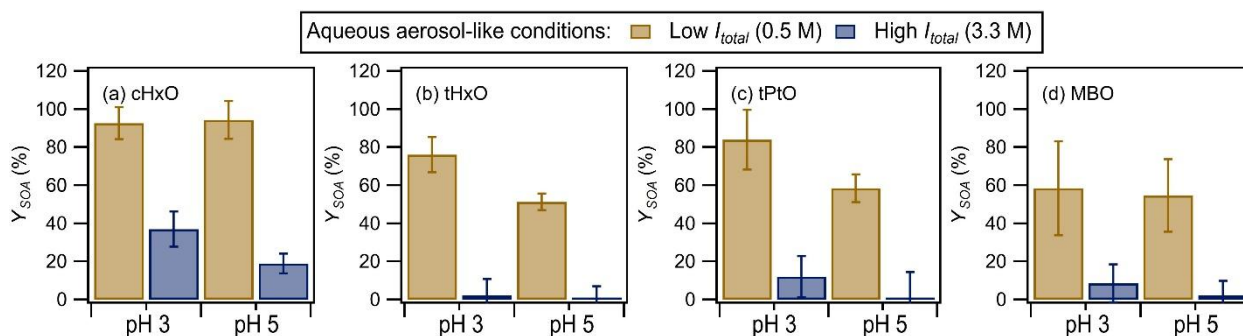 Aqueous aerosol-like conditions: Low I_total (0.5 M) High I_total (3.3 M)
120
100
80
60
40
20
0
Y_SOA (%)
(a) cHxO
pH 3 pH 5
120
100
80
60
40
20
0
Y_SOA (%)
(b) tHxO
pH 3 pH 5
120
100
80
60
40
20
0
Y_SOA (%)
(c) tPtO
pH 3 pH 5
120
100
80
60
40
20
0
Y_SOA (%)
(d) MBO
pH 3 pH 5